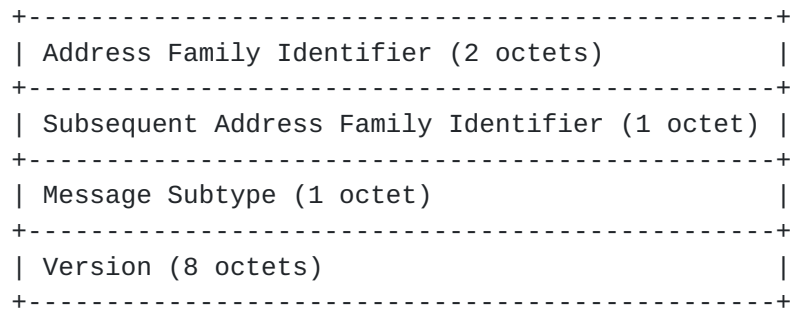 +------------------------------------------------+
| Address Family Identifier (2 octets)           |
+------------------------------------------------+
| Subsequent Address Family Identifier (1 octet) |
+------------------------------------------------+
| Message Subtype (1 octet)                      |
+------------------------------------------------+
| Version (8 octets)                             |
+------------------------------------------------+